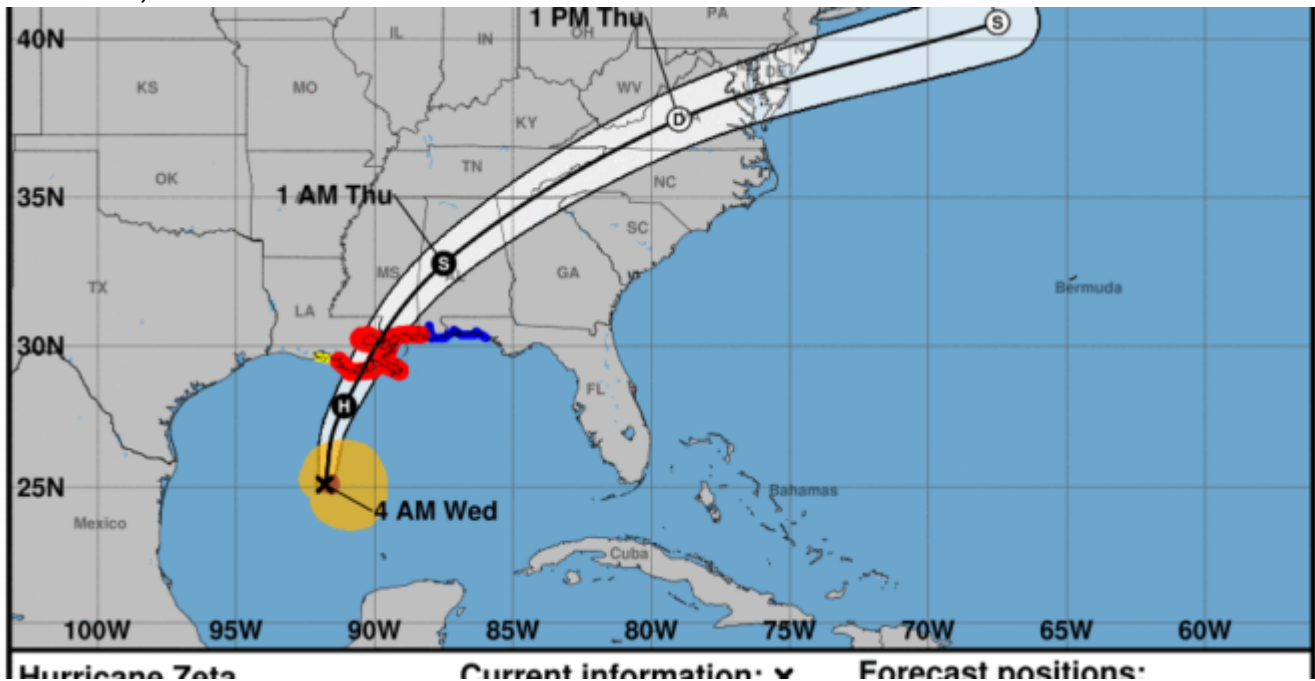 1 PM Thu
PA
40N
IL
IN
OH
DE
KS
MO
WV
D
S
KY
OK
TN
NC
35N
1 AM Thu
SC
S
MS
AL
GA
TX
LA
Bermuda
30N
FL
H
25N
4 AM Wed
Bahamas
Mexico
Cuba
100W 95W 90W 85W 80W 75W 70W 65W 60W
Hurricane Zeta
Current information: x
Forecast positions: